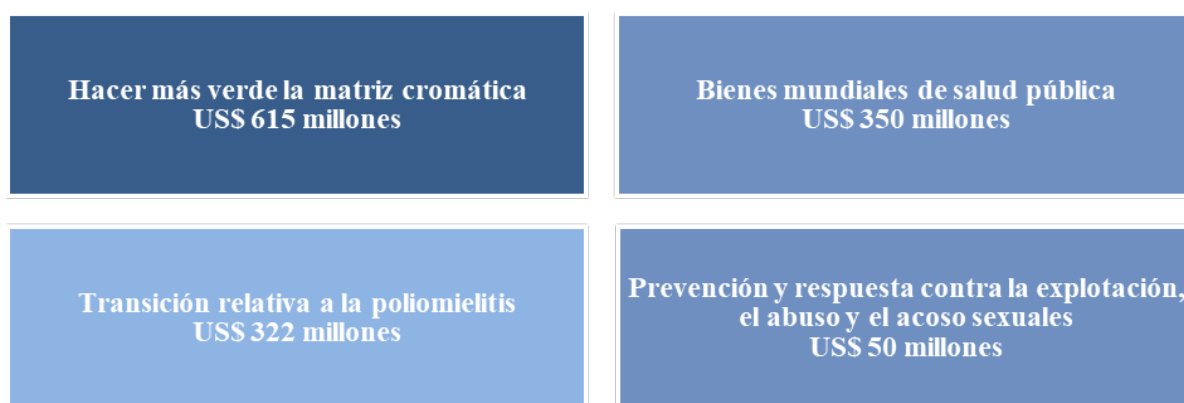 Hacer más verde la matriz cromática
US$ 615 millones
Bienes mundiales de salud pública
US$ 350 millones
Transición relativa a la poliomielitis
US$ 322 millones
Prevención y respuesta contra la explotación,
el abuso y el acoso sexuales
US$ 50 millones